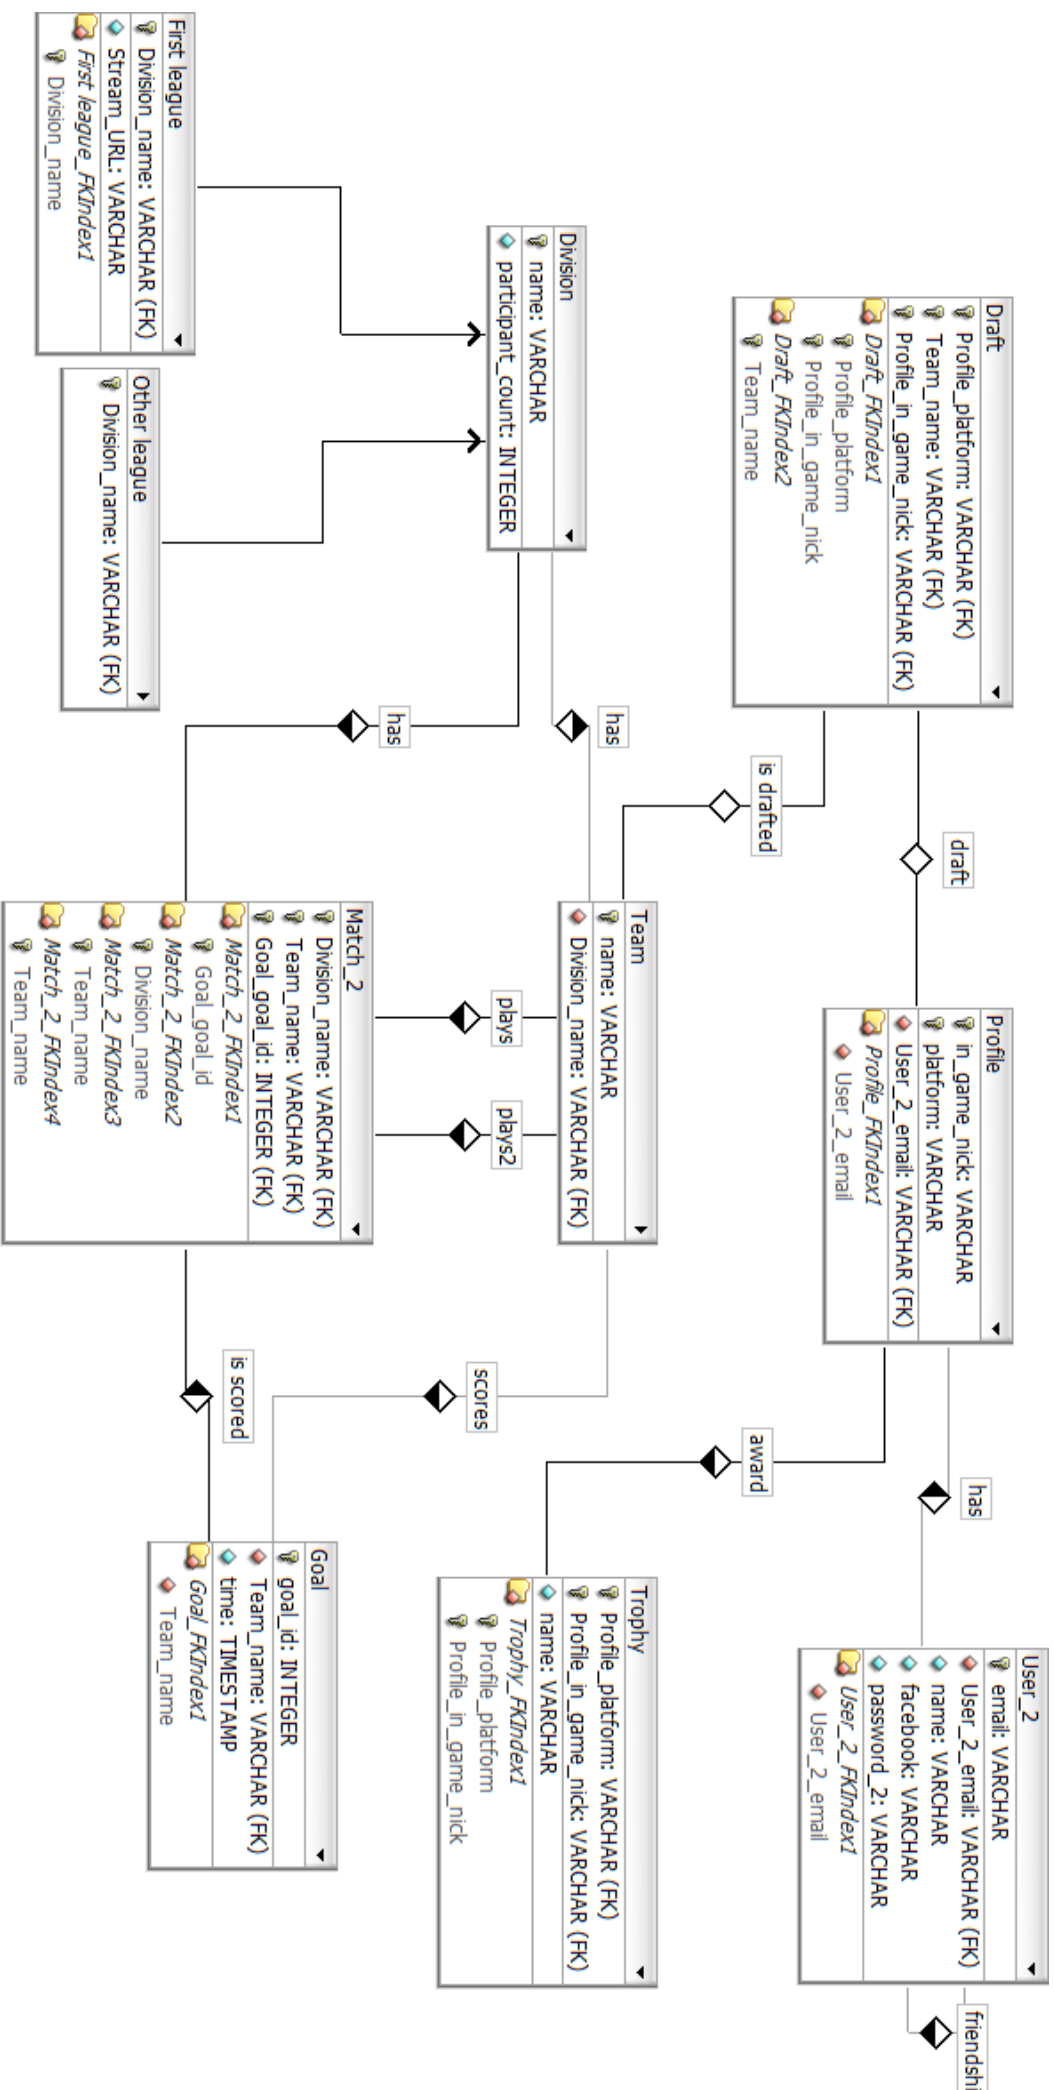 Draft
Profile_platform: VARCHAR (FK)
Team_name: VARCHAR (FK)
Profile_in_game_nick: VARCHAR (FK)
Draft_FKIndex1
Profile_platform
Profile_in_game_nick
Draft_FKIndex2
Team_name
draft
Profile
in_game_nick: VARCHAR
platform: VARCHAR
User_2_email: VARCHAR (FK)
Profile_FKIndex1
User_2_email
has
User_2
email: VARCHAR
User_2_email: VARCHAR (FK)
name: VARCHAR
facebook: VARCHAR
password_2: VARCHAR
User_2_FKIndex1
User_2_email
friendshi
is drafted
award
Division
name: VARCHAR
participant_count: INTEGER
has
Team
name: VARCHAR
Division_name: VARCHAR (FK)
Trophy
Profile_platform: VARCHAR (FK)
Profile_in_game_nick: VARCHAR (FK)
name: VARCHAR
Trophy_FKIndex1
Profile_platform
Profile_in_game_nick
has
plays
plays2
scores
First league
Division_name: VARCHAR (FK)
Stream_URL: VARCHAR
First league_FKIndex1
Division_name
Other league
Division_name: VARCHAR (FK)
Match_2
Division_name: VARCHAR (FK)
Team_name: VARCHAR (FK)
Goal_goal_id: INTEGER (FK)
Match_2_FKIndex1
Goal_goal_id
Match_2_FKIndex2
Division_name
Match_2_FKIndex3
Team_name
Match_2_FKIndex4
Team_name
is scored
Goal
goal_id: INTEGER
Team_name: VARCHAR (FK)
time: TIMESTAMP
Goal_FKIndex1
Team_name